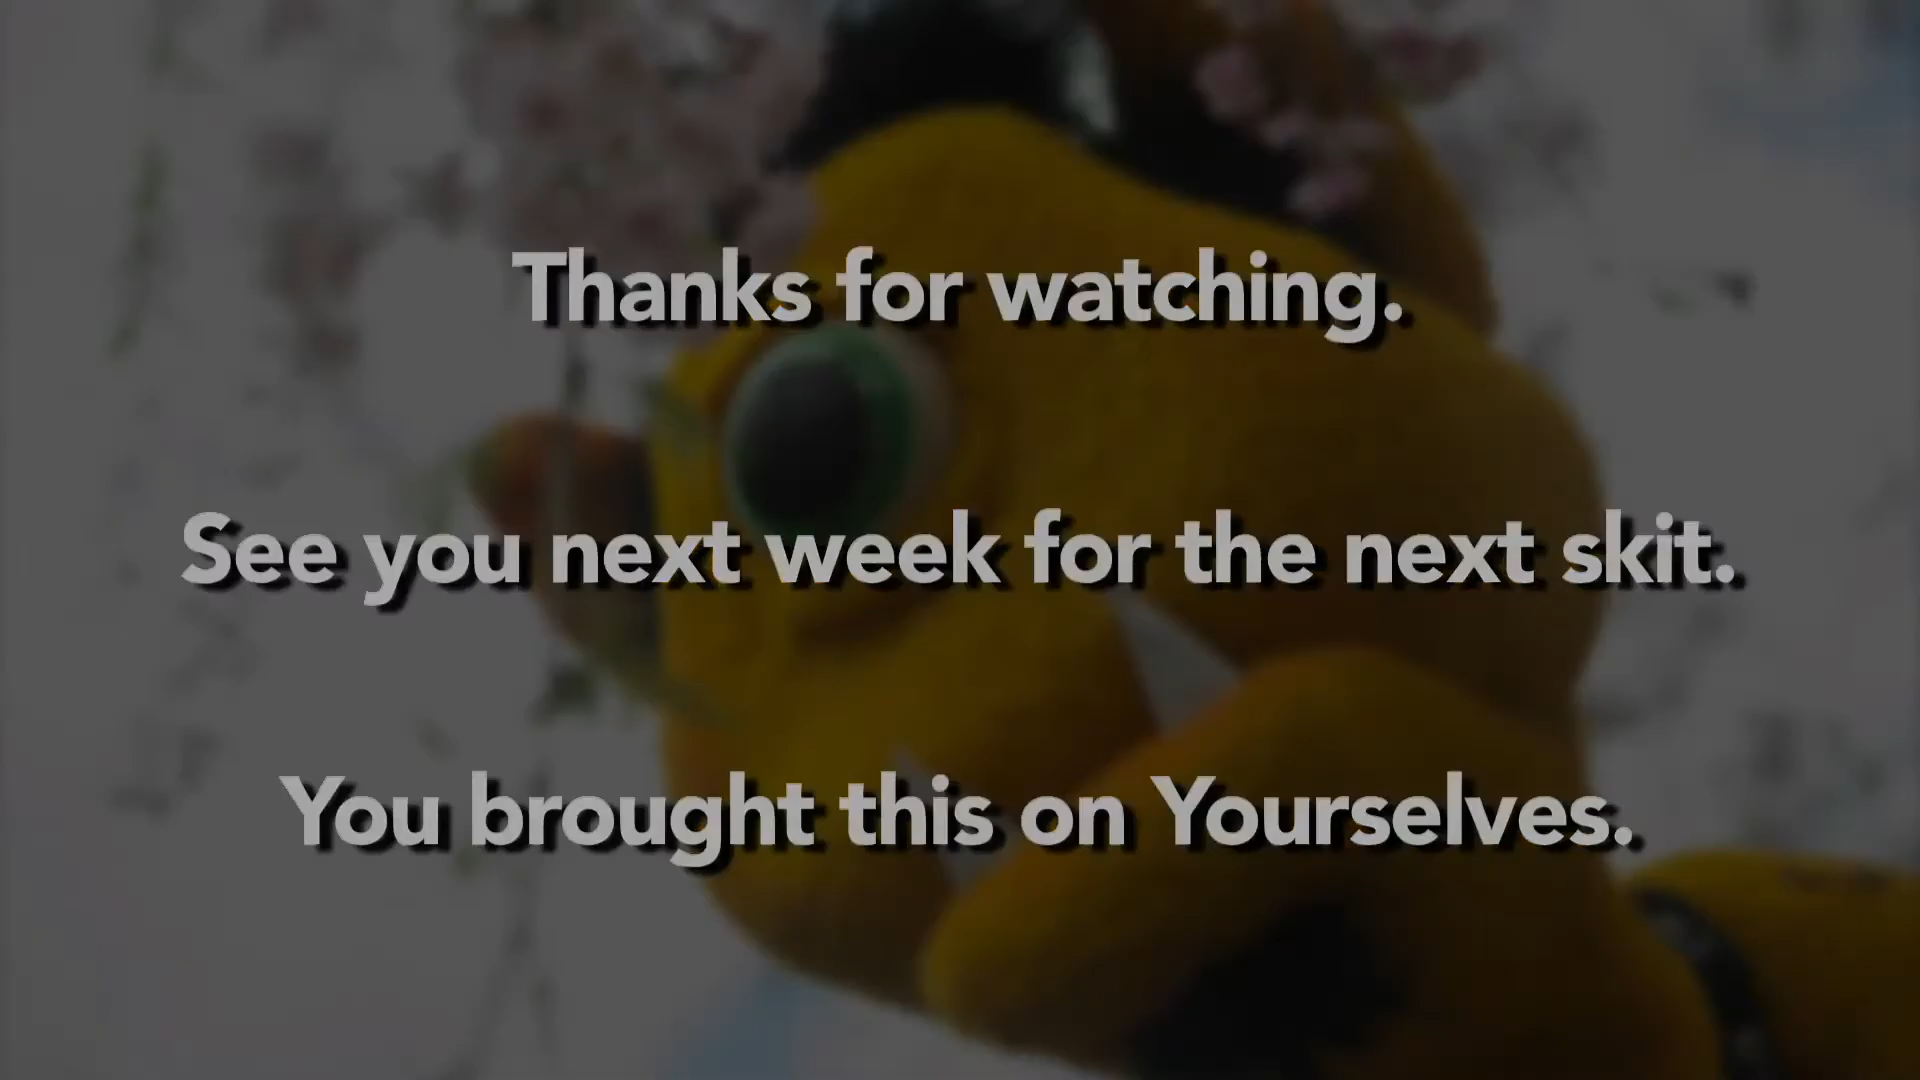 Thanks for watching.
See you next week for the next skit.
You brought this on Yourselves.